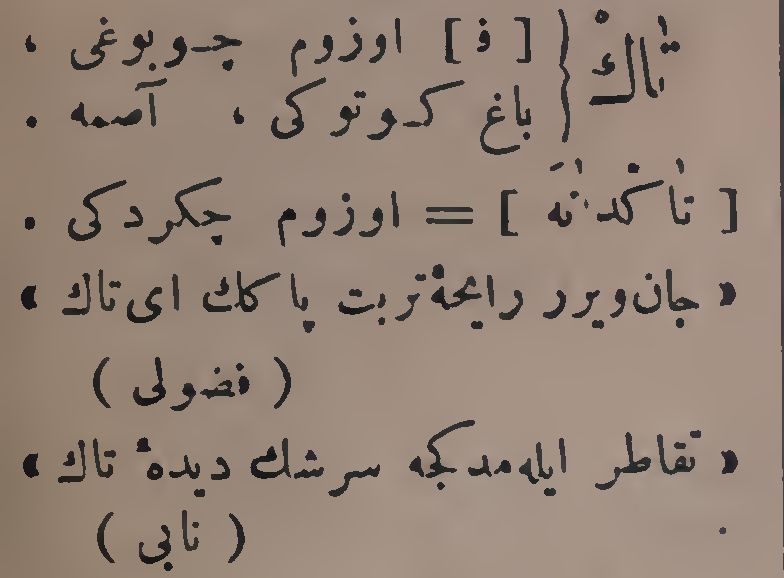 تاك { [ ف ] اوزوم چوبوغی ،
باغ كوتوكی ، آصمه .
[ تاكدانه ] = اوزوم چكردكی .
« جان ویرر رایحهٔ تربت پاكك ای تاك »
( فضولی )
« تقاطر ایله‌مدكجه سرشك دیدهٔ تاك »
( نابی )